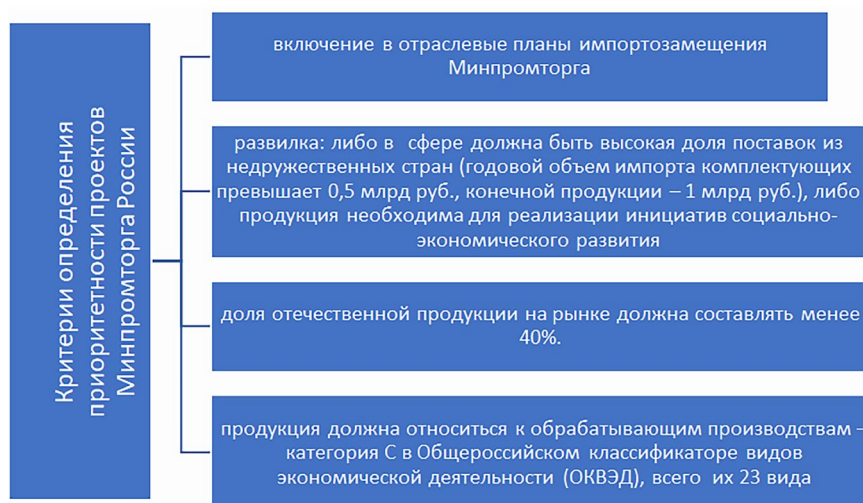 Критерии определения
приоритетности проектов
Минпромторга России
включение в отраслевые планы импортозамещения
Минпромторга
развилка: либо в сфере должна быть высокая доля поставок из
недружественных стран (годовой объем импорта комплектующих
превышает 0,5 млрд руб., конечной продукции – 1 млрд руб.), либо
продукция необходима для реализации инициатив социально-
экономического развития
доля отечественной продукции на рынке должна составлять менее
40%.
продукция должна относиться к обрабатывающим производствам –
категория С в Общероссийском классификаторе видов
экономической деятельности (ОКВЭД), всего их 23 вида